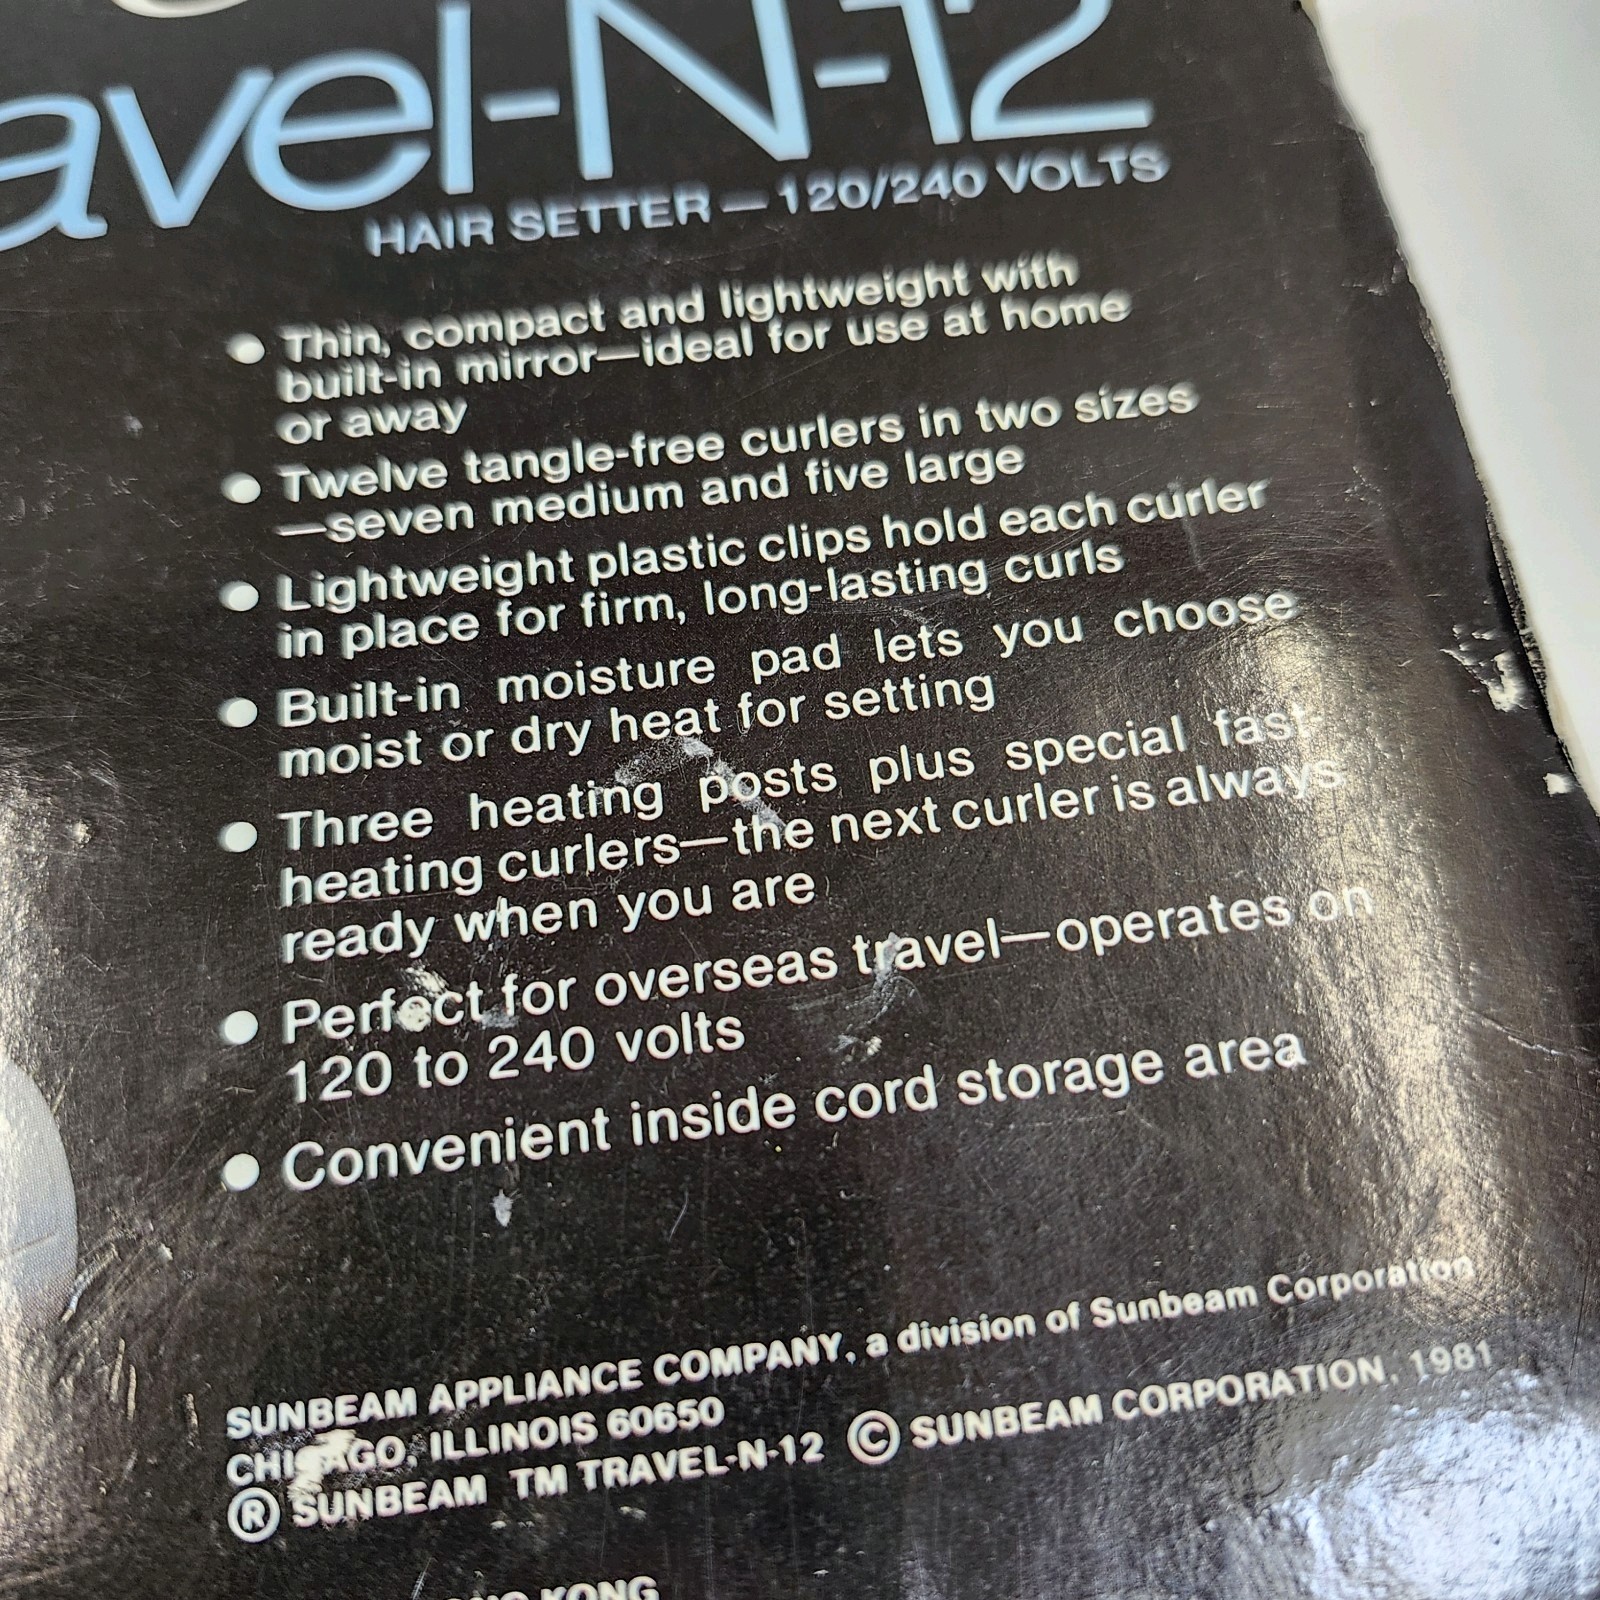 avel-N-12
HAIR SETTER — 120/240 VOLTS
● Thin, compact and lightweight with
built-in mirror—ideal for use at home
or away
● Twelve tangle-free curlers in two sizes
—seven medium and five large
● Lightweight plastic clips hold each curler
in place for firm, long-lasting curls
● Built-in moisture pad lets you choose
moist or dry heat for setting
● Three heating posts plus special fast-
heating curlers—the next curler is always
ready when you are
● Perfect for overseas travel—operates on
120 to 240 volts
● Convenient inside cord storage area
SUNBEAM APPLIANCE COMPANY, a division of Sunbeam Corporation
CHICAGO, ILLINOIS 60650
® SUNBEAM TM TRAVEL-N-12 © SUNBEAM CORPORATION, 1981
KONG